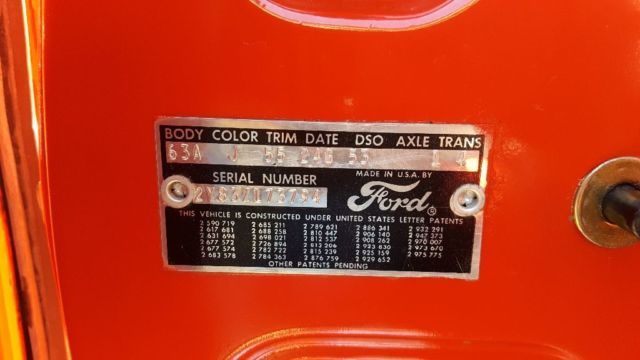 BODY COLOR TRIM DATE DSO AXLE TRANS
63A J 55 24G 53 1 4
SERIAL NUMBER
2Y83Z173794
MADE IN U.S.A. BY
Ford
THIS VEHICLE IS CONSTRUCTED UNDER UNITED STATES LETTER PATENTS
2 590 719 2 685 211 2 789 621 2 886 341 2 932 291
2 617 681 2 688 258 2 810 447 2 906 140 2 947 373
2 631 694 2 698 021 2 812 537 2 908 262 2 970 007
2 677 572 2 726 894 2 813 206 2 923 830 2 973 670
2 677 574 2 782 722 2 815 239 2 925 159 2 975 775
2 683 578 2 784 363 2 876 759 2 929 652
OTHER PATENTS PENDING